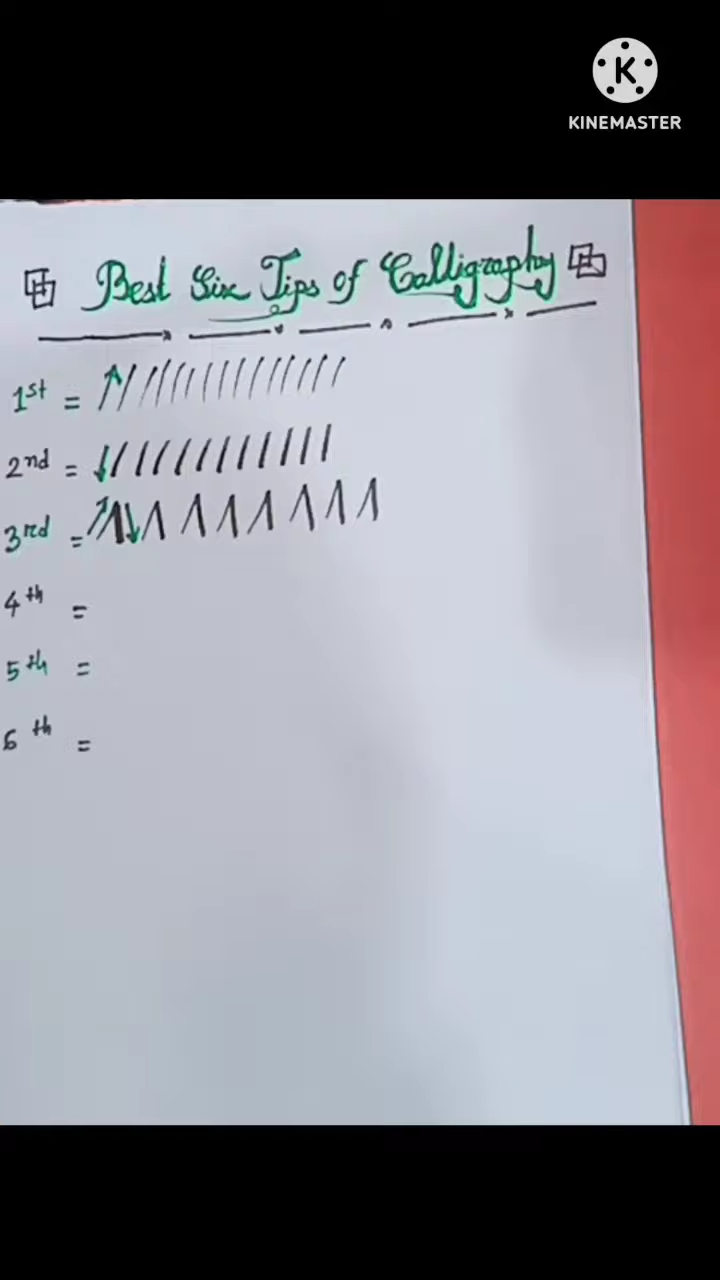 KINEMASTER
Best Six Tips of Calligraphy
1st =
2nd =
3rd =
4th =
5th =
6th =